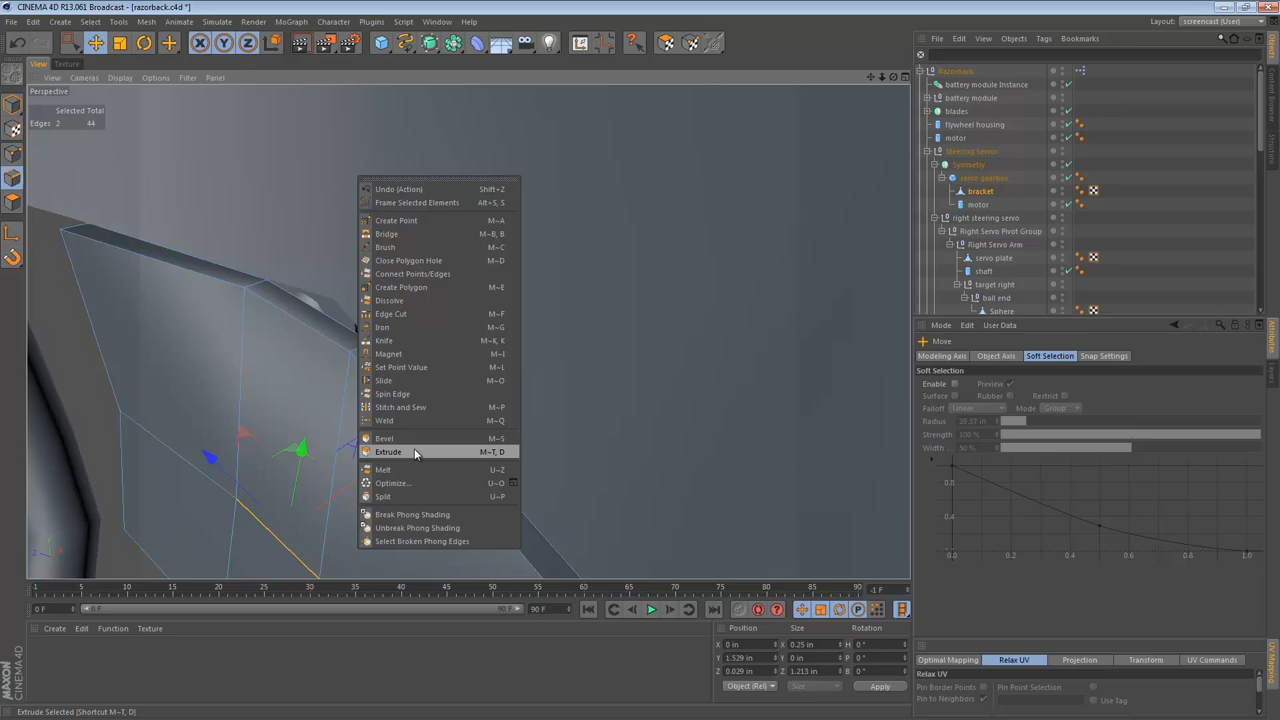 CINEMA 4D R13.061 Broadcast - [razorback.c4d *]
File Edit Create Select Tools Mesh Animate Simulate Render MoGraph Character Plugins Script Window Help
Layout: screencast (User)
View Texture
View Cameras Display Options Filter Panel
Perspective
Selected Total
Edges 2 44
Undo (Action) Shift+Z
Frame Selected Elements Alt+S, S
Create Point M~A
Bridge M~B, B
Brush M~C
Close Polygon Hole M~D
Connect Points/Edges
Create Polygon M~E
Dissolve
Edge Cut M~F
Iron M~G
Knife M~K, K
Magnet M~I
Set Point Value M~L
Slide M~O
Spin Edge
Stitch and Sew M~P
Weld M~Q
Bevel M~S
Extrude M~T, D
Melt U~Z
Optimize... U~O
Split U~P
Break Phong Shading
Unbreak Phong Shading
Select Broken Phong Edges
File Edit View Objects Tags Bookmarks
Razorback
battery module Instance
battery module
blades
flywheel housing
motor
Steering Servor
Symmetry
servo gearbox
bracket
motor
right steering servo
Right Servo Pivot Group
Right Servo Arm
servo plate
shaft
target right
ball end
Sphere
Objects
Content Browser
Structure
Mode Edit User Data
Move
Modeling Axis Object Axis Soft Selection Snap Settings
Soft Selection
Enable Preview
Surface Rubber Restrict
Falloff Linear Mode Group
Radius 39.37 in
Strength 100 %
Width 50 %
0.8
0.4
0.0 0.2 0.4 0.6 0.8 1.0
Attributes
Layers
-1 5 10 15 20 25 30 35 40 45 50 55 60 65 70 75 80 85 90
-1 F
0 F 0 F 90 F 90 F
Create Edit Function Texture
Position Size Rotation
X 0 in X 0.25 in H 0 °
Y 1.529 in Y 0 in P 0 °
Z 0.029 in Z 1.213 in B 0 °
Object (Rel) Size Apply
Optimal Mapping Relax UV Projection Transform UV Commands
Relax UV
Pin Border Points Pin Point Selection
Pin to Neighbors Use Tag
UV Mapping
MAXON CINEMA 4D
Extrude Selected [Shortcut M~T, D]